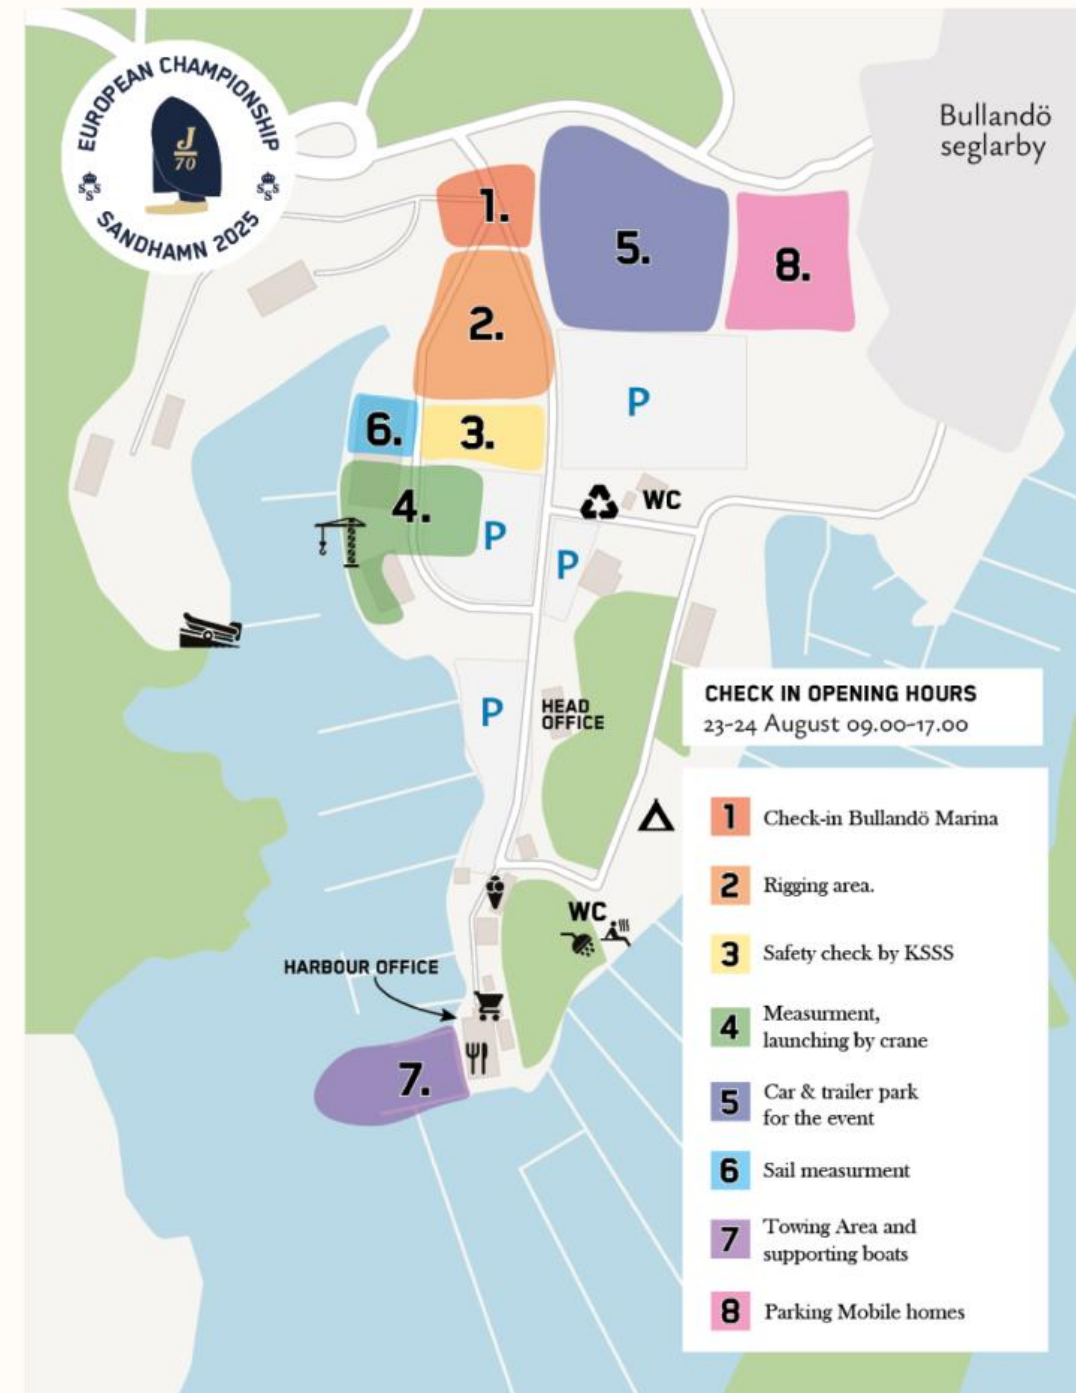 EUROPEAN CHAMPIONSHIP
J
70
SSS
SSS
SANDHAMN 2025
Bullandö
seglarby
1.
5.
8.
2.
P
6.
3.
WC
4.
P
P
P
HEAD
OFFICE
CHECK IN OPENING HOURS
23-24 August 09.00-17.00
WC
HARBOUR OFFICE
7.
1 Check-in Bullandö Marina
2 Rigging area.
3 Safety check by KSSS
4 Measurment,
launching by crane
5 Car & trailer park
for the event
6 Sail measurment
7 Towing Area and
supporting boats
8 Parking Mobile homes